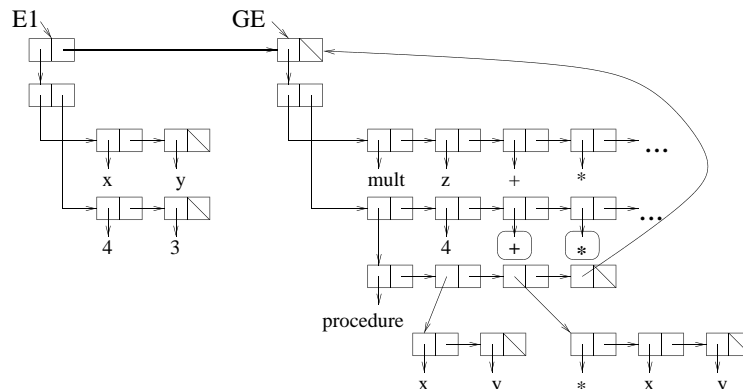 E1 GE
...
x y mult z + *
...
4 3 4 + *
procedure
x y * x y